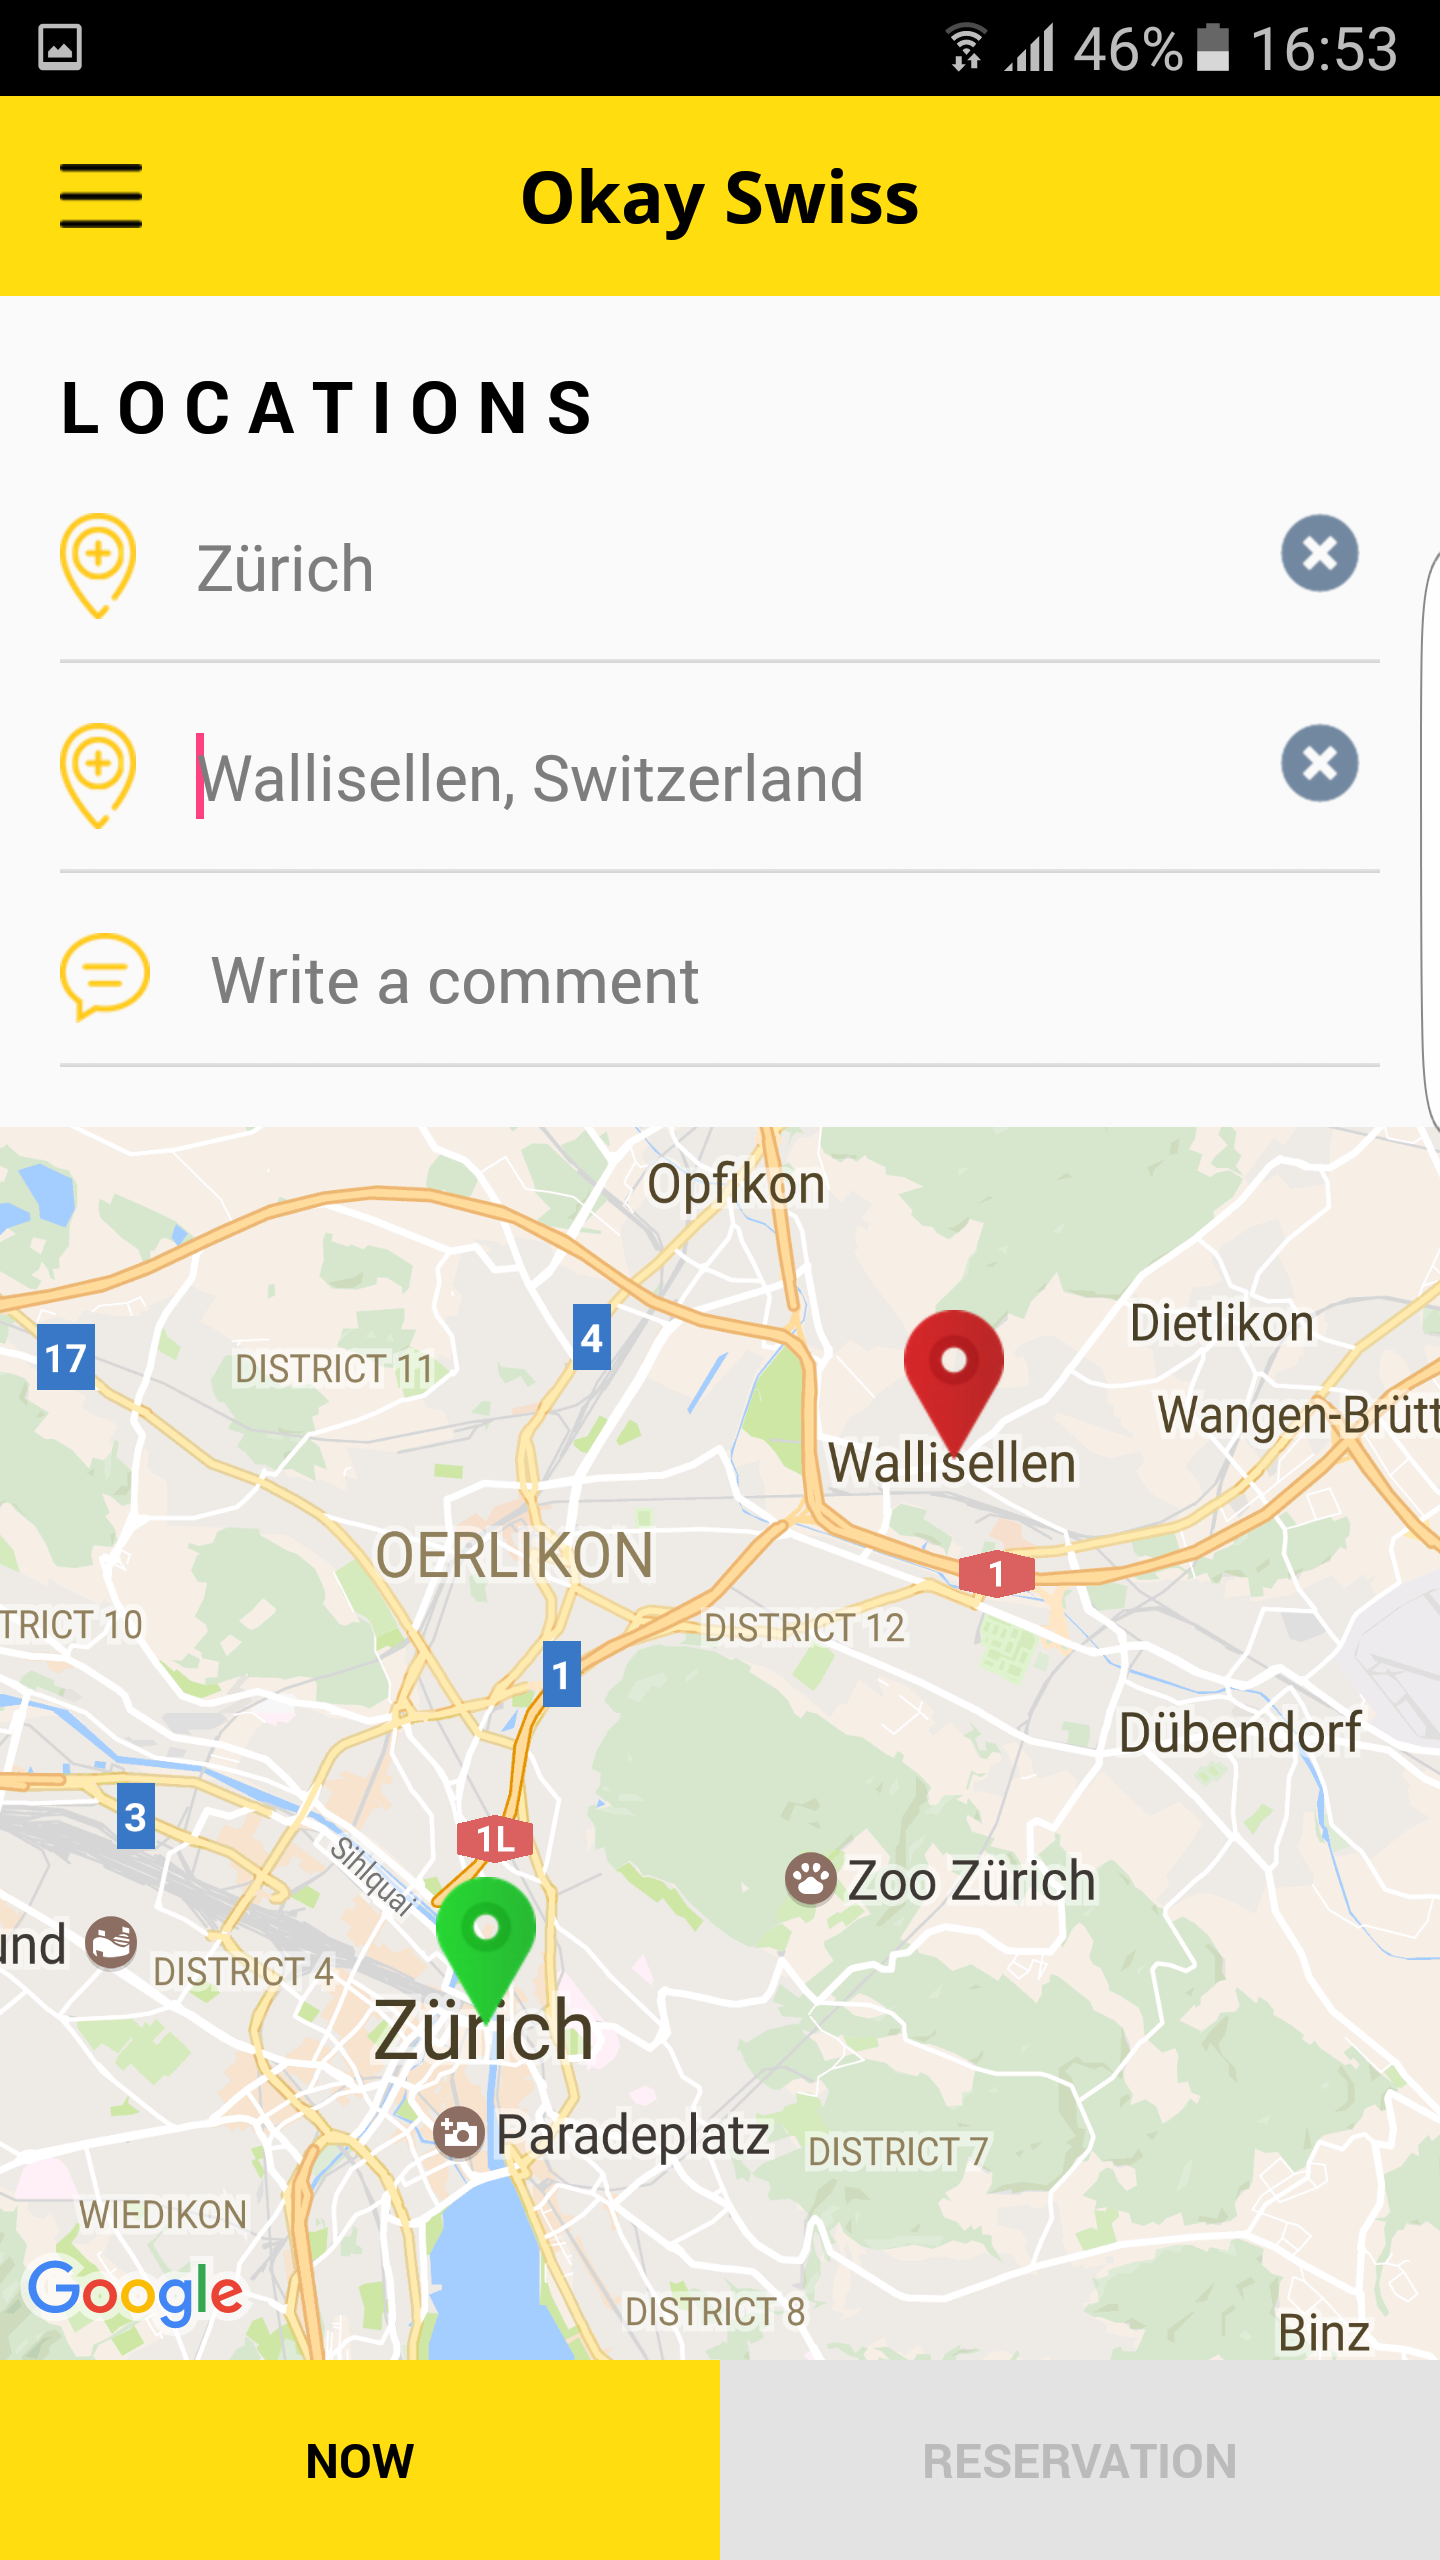 46% 16:53
Okay Swiss
LOCATIONS
Zürich
Wallisellen, Switzerland
Write a comment
Opfikon
Dietlikon
4
17
DISTRICT 11
Wangen-Brütt
Wallisellen
OERLIKON
1
TRICT 10
DISTRICT 12
1
Dübendorf
3
1L
Sihlquai
Zoo Zürich
und
DISTRICT 4
Zürich
Paradeplatz
DISTRICT 7
WIEDIKON
Google
DISTRICT 8
Binz
NOW
RESERVATION